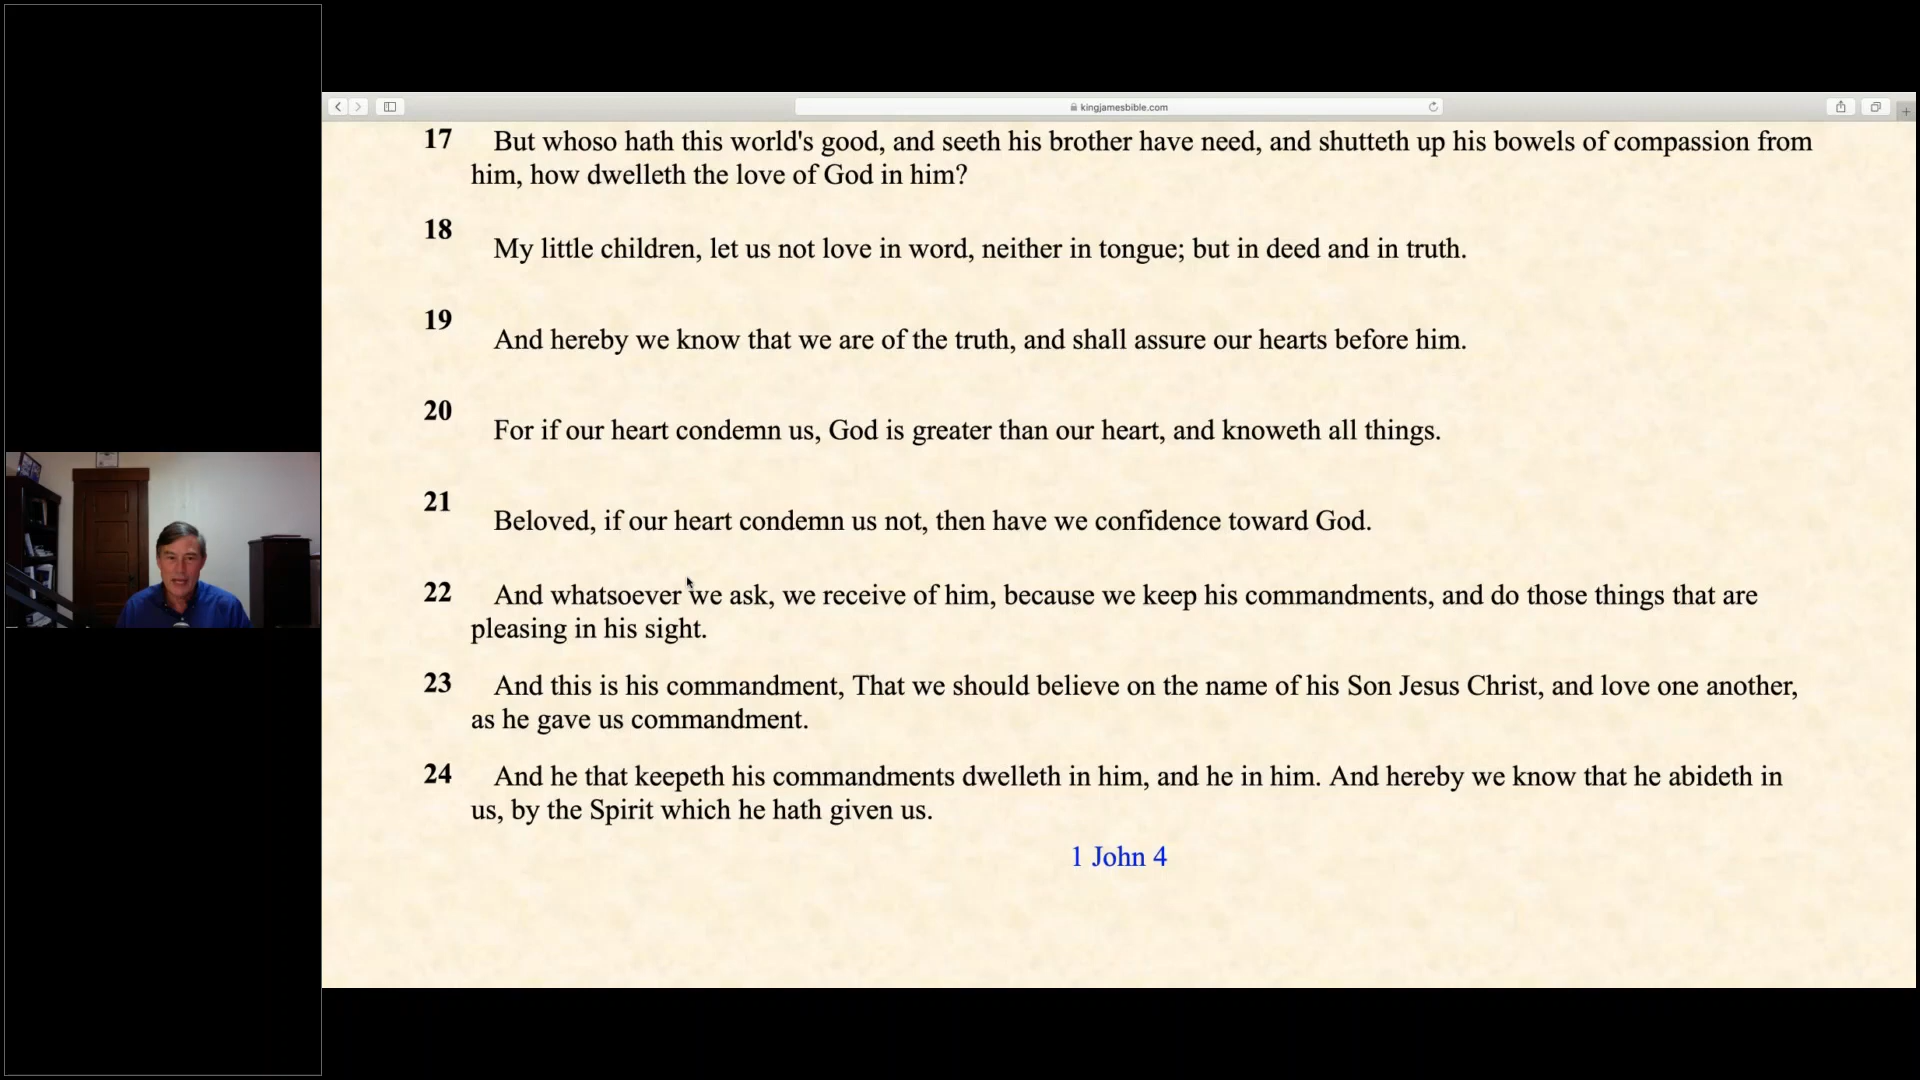 kingjamesbible.com
17 But whoso hath this world's good, and seeth his brother have need, and shutteth up his bowels of compassion from
him, how dwelleth the love of God in him?
18 My little children, let us not love in word, neither in tongue; but in deed and in truth.
19 And hereby we know that we are of the truth, and shall assure our hearts before him.
20 For if our heart condemn us, God is greater than our heart, and knoweth all things.
21 Beloved, if our heart condemn us not, then have we confidence toward God.
22 And whatsoever we ask, we receive of him, because we keep his commandments, and do those things that are
pleasing in his sight.
23 And this is his commandment, That we should believe on the name of his Son Jesus Christ, and love one another,
as he gave us commandment.
24 And he that keepeth his commandments dwelleth in him, and he in him. And hereby we know that he abideth in
us, by the Spirit which he hath given us.
1 John 4